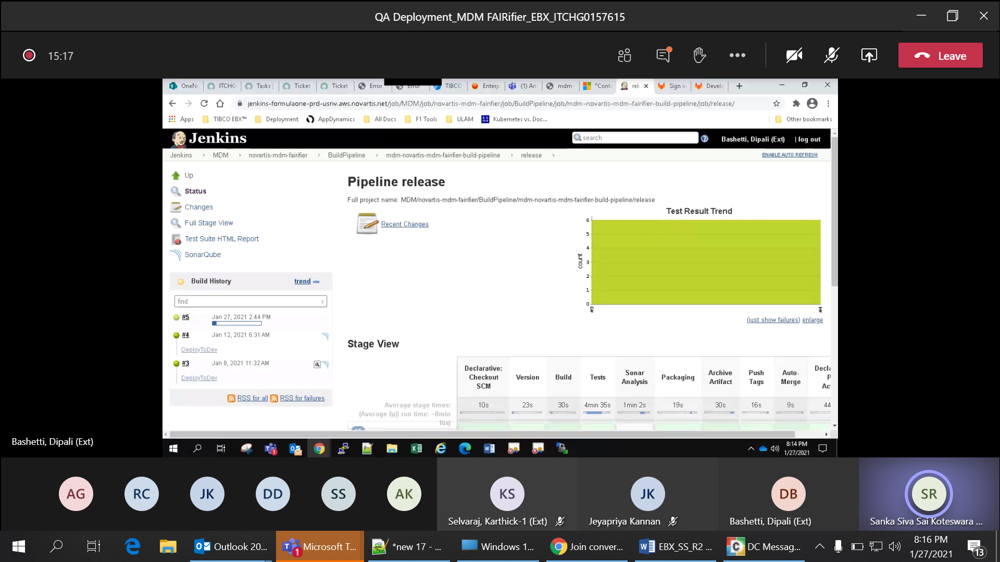 QA Deployment_MDM FAIRifier_EBX_ITCHG0157615
15:17
Leave
OneNo
ITCHG
Tasks [
Ticket
Ticket
Error
Error
TIBCO
Enterp
(1) An
mdm-
"Conta
rel
Sign in
Develo
jenkins-formulaone-prd-usnv.aws.novartis.net/job/MDM/job/novartis-mdm-fairifier/job/BuildPipeline/job/mdm-novartis-mdm-fairifier-build-pipeline/job/release/
Apps
TIBCO EBX™
Deployment
AppDynamics
All Docs
F1 Tools
ULAM
Kubernetes vs. Doc...
Other bookmarks
Jenkins
search
Bashetti, Dipali (Ext)
| log out
Jenkins
MDM
novartis-mdm-fairifier
BuildPipeline
mdm-novartis-mdm-fairifier-build-pipeline
release
ENABLE AUTO REFRESH
Up
Status
Changes
Full Stage View
Test Suite HTML Report
SonarQube
Build History
trend
find
x
#5
Jan 27, 2021 2:44 PM
#4
Jan 12, 2021 6:31 AM
DeployToDev
#3
Jan 8, 2021 11:32 AM
DeployToDev
RSS for all
RSS for failures
Pipeline release
Full project name: MDM/novartis-mdm-fairifier/BuildPipeline/mdm-novartis-mdm-fairifier-build-pipeline/release
Recent Changes
Test Result Trend
6
5
4
3
2
1
0
count
#3
#4
(just show failures) enlarge
Stage View
Declarative: Checkout SCM
Version
Build
Tests
Sonar Analysis
Packaging
Archive Artifact
Push Tags
Auto-Merge
Decla
P
Ac
Average stage times:
10s
23s
30s
4min 35s
1min 2s
19s
30s
16s
9s
44
(Average full run time: ~8min
16s)
8:14 PM
1/27/2021
Bashetti, Dipali (Ext)
AG
RC
JK
DD
SS
AK
KS
Selvaraj, Karthick-1 (Ext)
JK
Jeyapriya Kannan
DB
Bashetti, Dipali (Ext)
SR
Sanka Siva Sai Koteswara ...
Outlook 20...
1
Microsoft T...
*new 17 - ...
Windows 1...
Join conver...
EBX_SS_R2 ...
DC Messag...
8:16 PM
1/27/2021
13